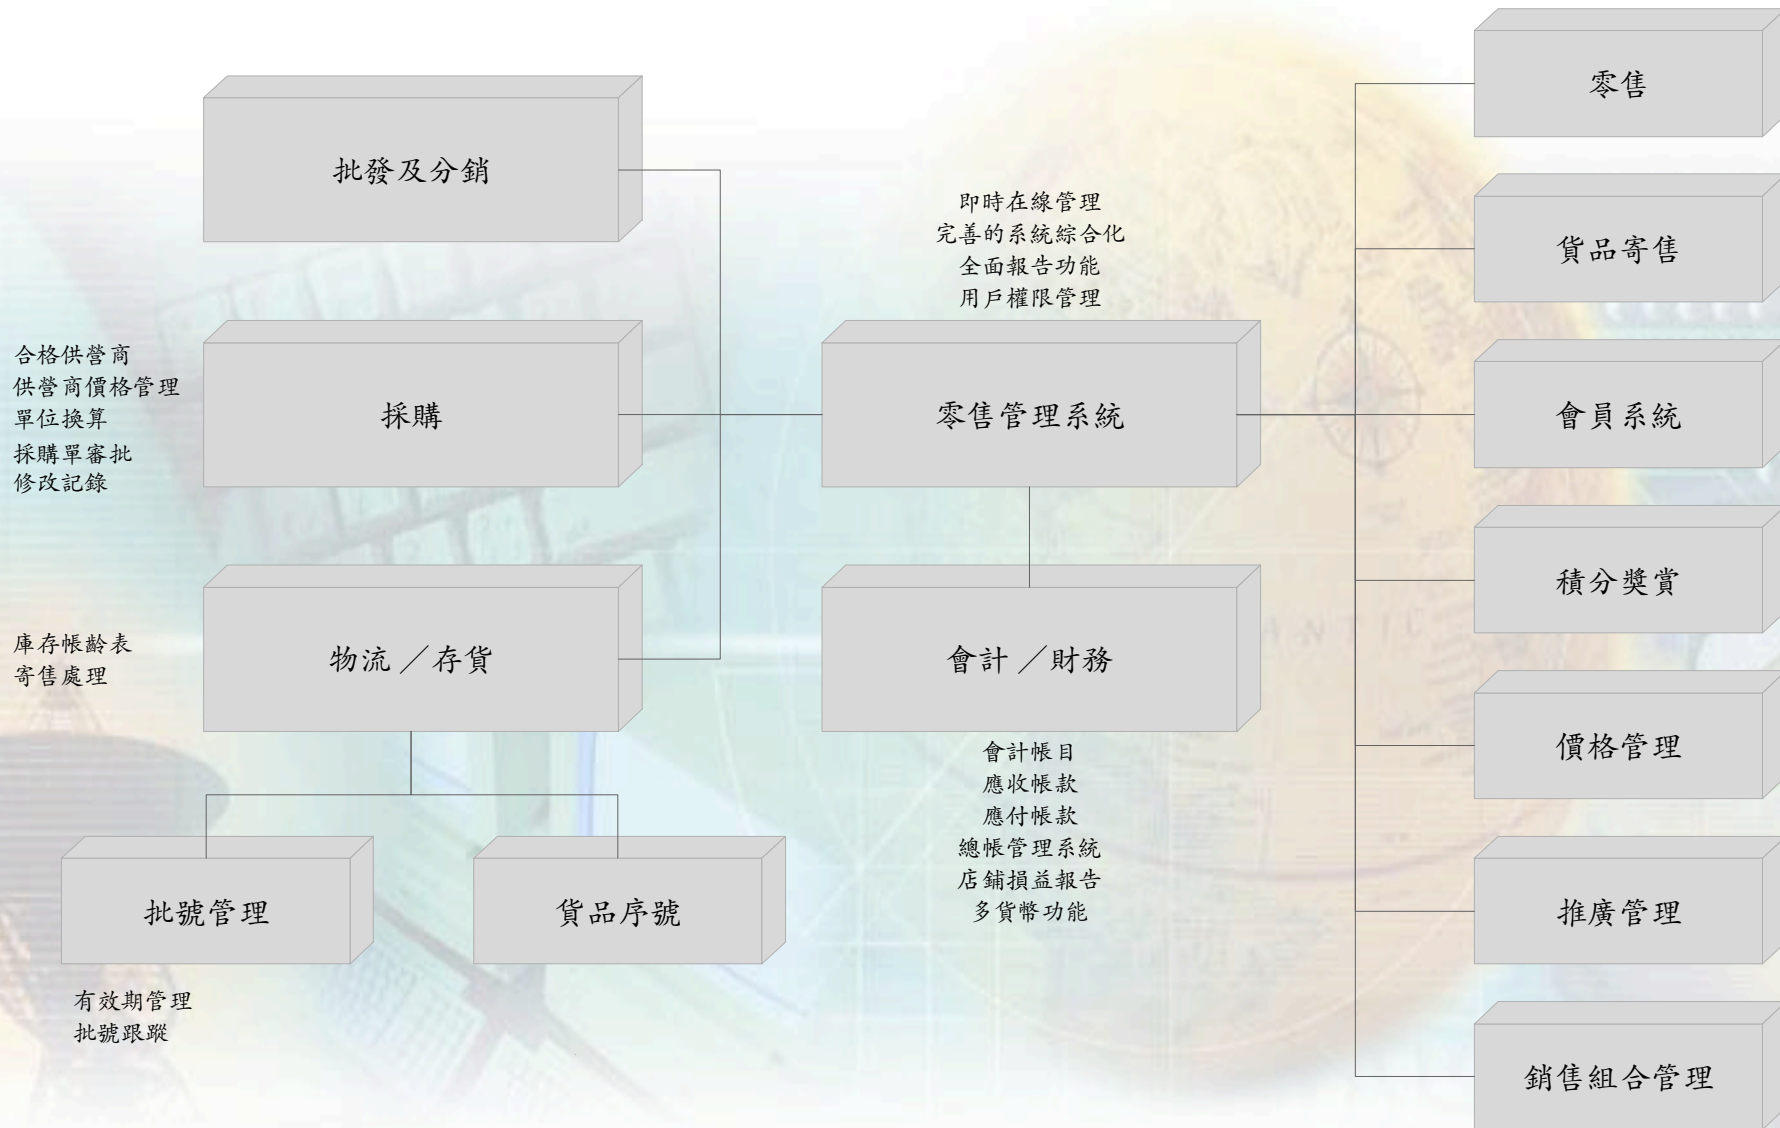 批發及分銷
合格供營商
供營商價格管理
單位換算
採購單審批
修改記錄
採購
庫存帳齡表
寄售處理
物流／存貨
批號管理
有效期管理
批號跟蹤
貨品序號
即時在線管理
完善的系統綜合化
全面報告功能
用戶權限管理
零售管理系統
會計／財務
會計帳目
應收帳款
應付帳款
總帳管理系統
店鋪損益報告
多貨幣功能
零售
貨品寄售
會員系統
積分獎賞
價格管理
推廣管理
銷售組合管理